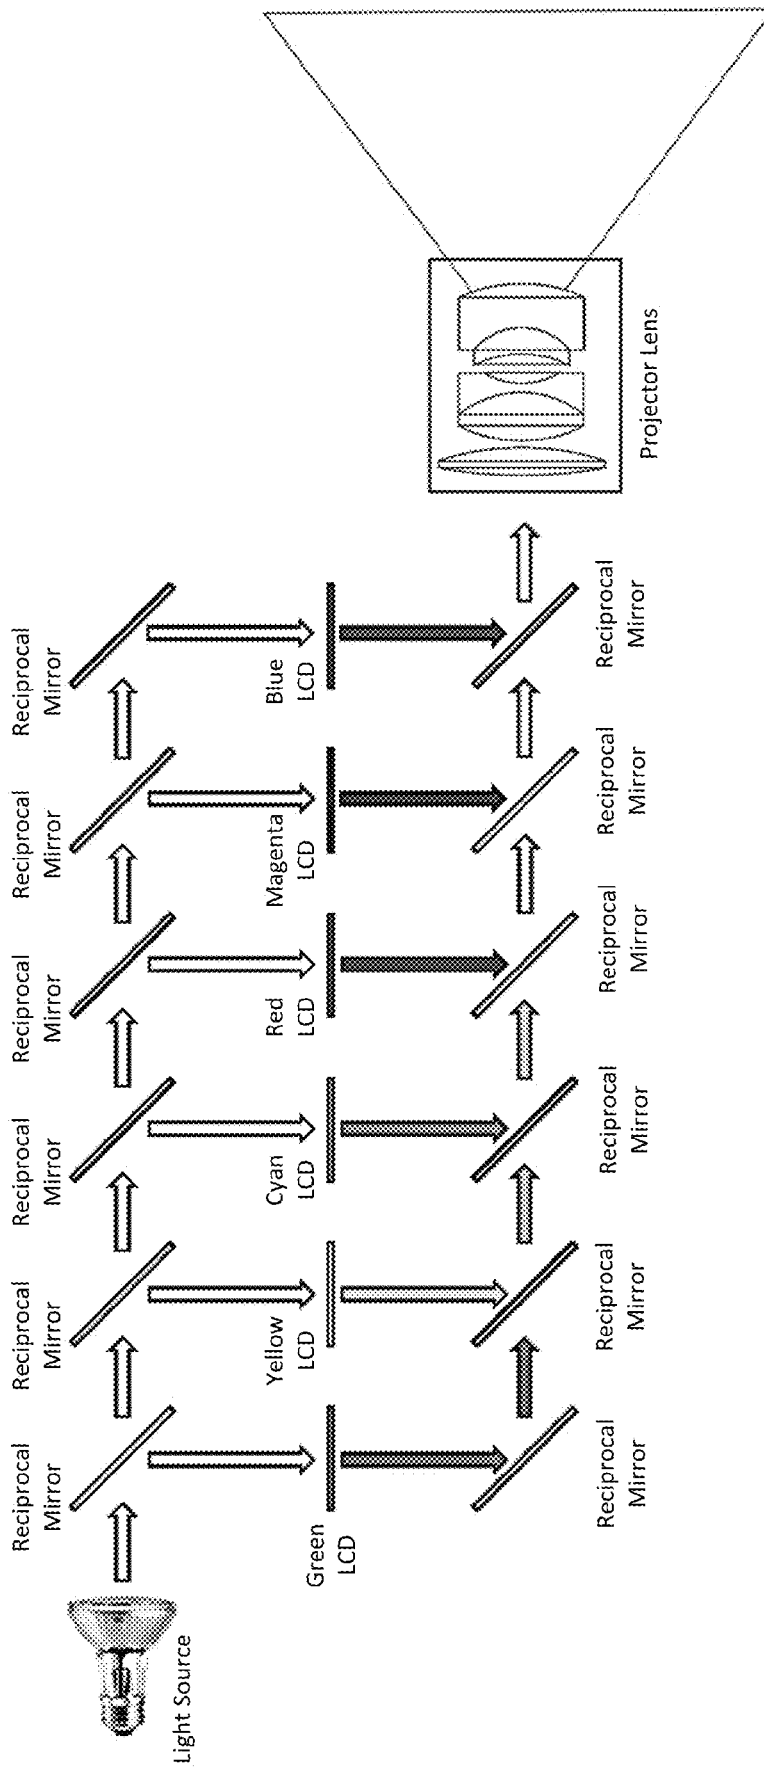 Reciprocal
Mirror
Reciprocal
Mirror
Reciprocal
Mirror
Reciprocal
Mirror
Reciprocal
Mirror
Reciprocal
Mirror
Light Source
Green
LCD
Yellow
LCD
Cyan
LCD
Red
LCD
Magenta
LCD
Blue
LCD
Reciprocal
Mirror
Reciprocal
Mirror
Reciprocal
Mirror
Reciprocal
Mirror
Reciprocal
Mirror
Reciprocal
Mirror
Projector Lens